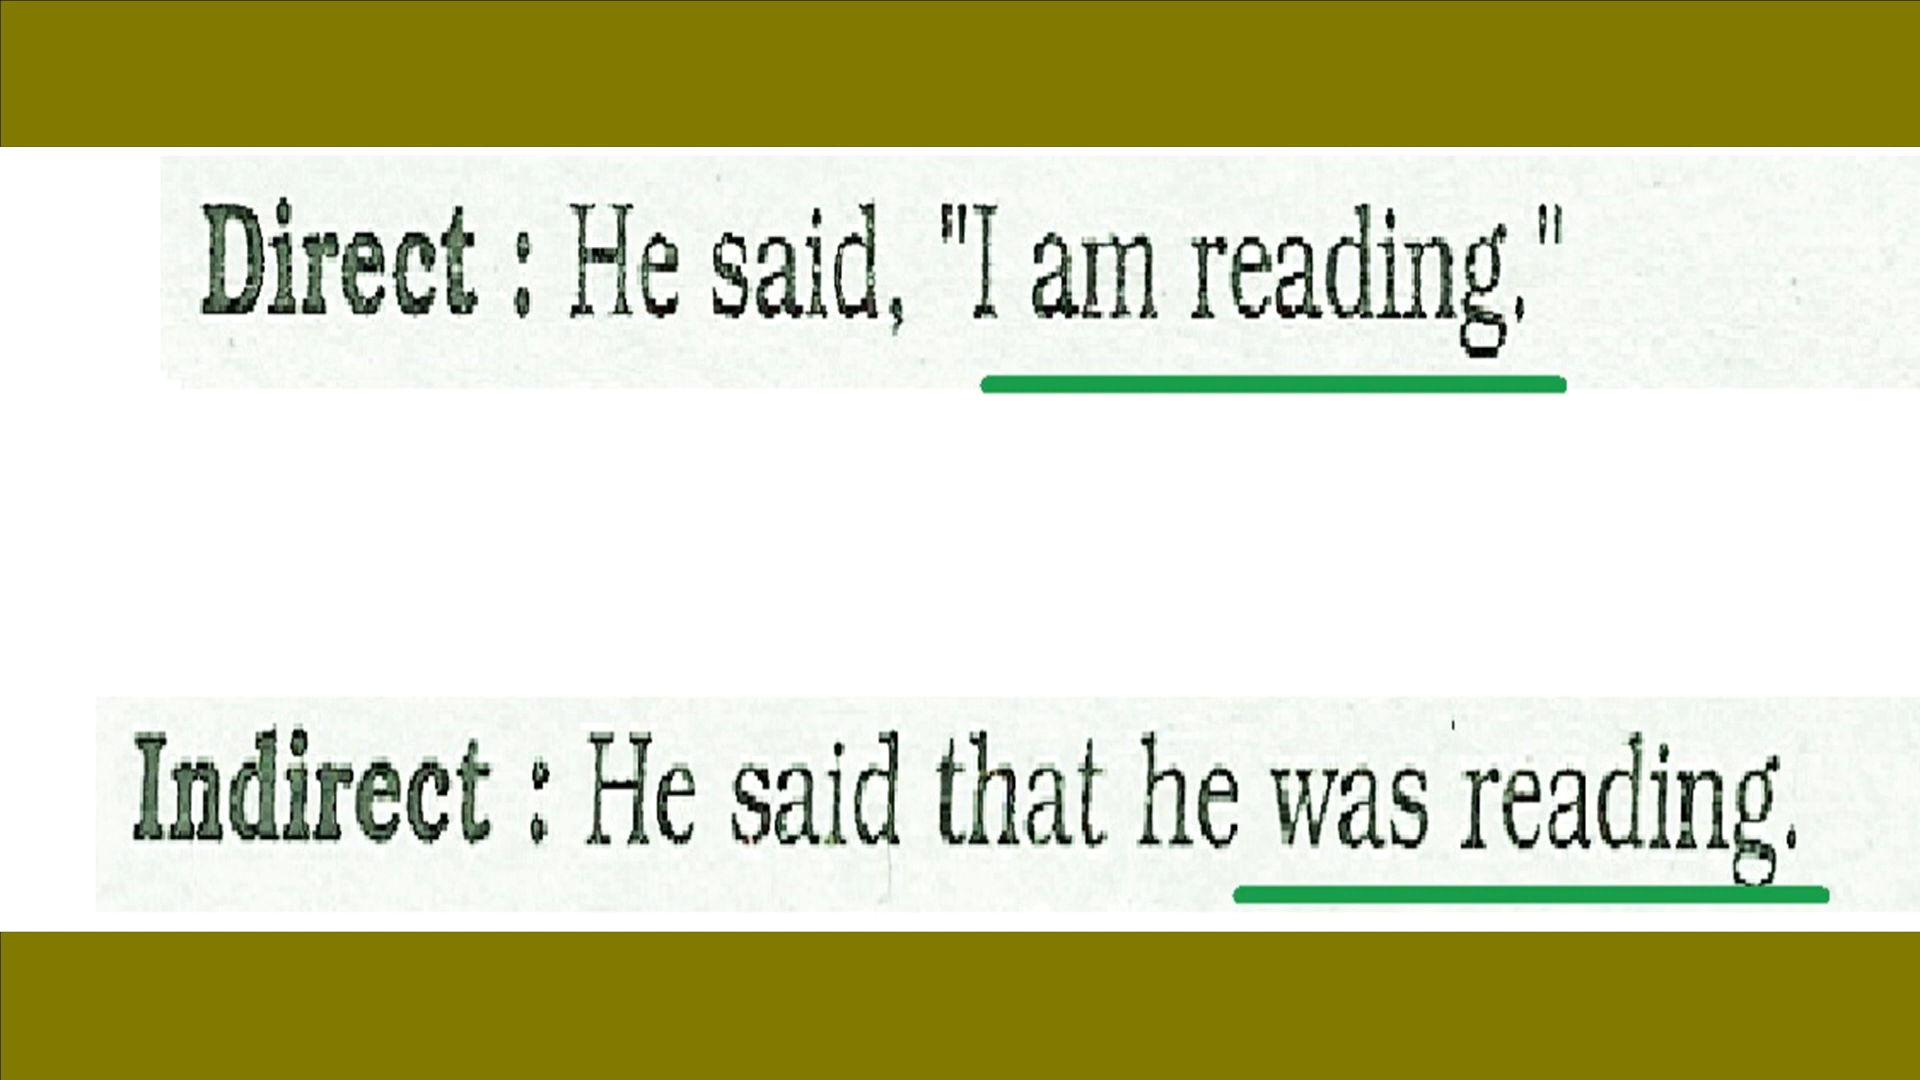 Direct : He said, "I am reading."
Indirect : He said that he was reading.